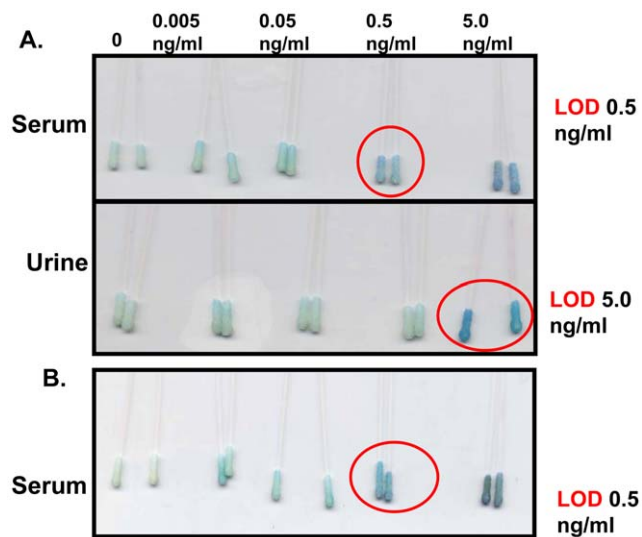 A.
0
0.005
ng/ml
0.05
ng/ml
0.5
ng/ml
5.0
ng/ml
Serum
LOD 0.5
ng/ml
Urine
LOD 5.0
ng/ml
B.
Serum
LOD 0.5
ng/ml